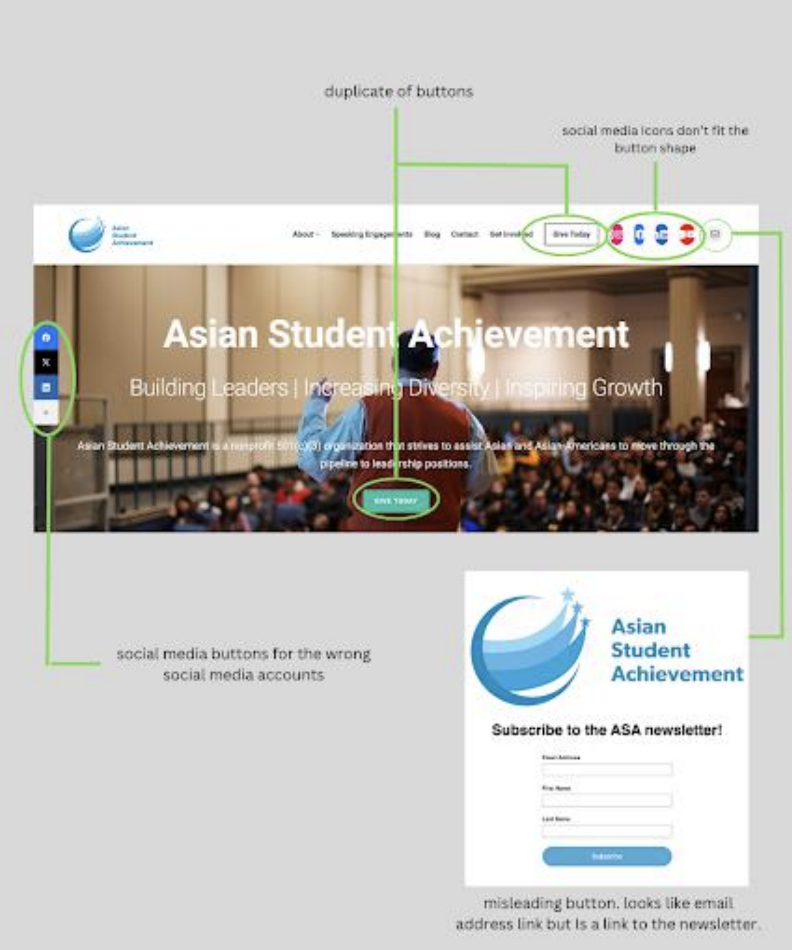 duplicate of buttons
social media icons don't fit the
button shape
Asian
Student
Achievement
About
Speaking Engagements
Blog
Contact
Get Involved
Give Today
Asian Student Achievement
Building Leaders | Increasing Diversity | Inspiring Growth
Asian Student Achievement is a nonprofit 501(c)(3) organization that strives to assist Asian and Asian-Americans to move through the
pipeline to leadership positions.
GIVE TODAY
social media buttons for the wrong
social media accounts
Asian
Student
Achievement
Subscribe to the ASA newsletter!
Email Address
First Name
Last Name
Subscribe
misleading button. looks like email
address link but is a link to the newsletter.